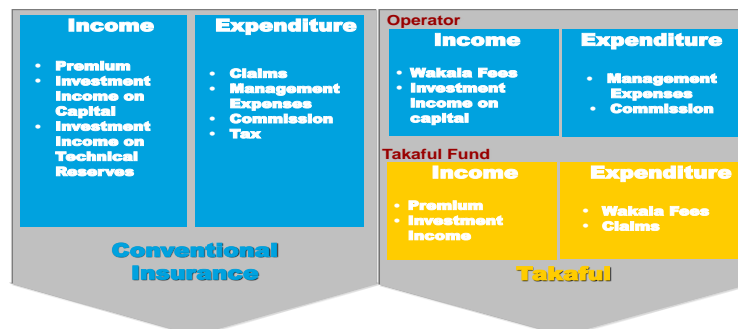 Income
• Premium
• Investment
Income on
Capital
• Investment
Income on
Technical
Reserves
Expenditure
• Claims
• Management
Expenses
• Commission
• Tax
Conventional
Insurance
Operator
Income
• Wakala Fees
• Investment
Income on
capital
Expenditure
• Management
Expenses
• Commission
Takaful Fund
Income
• Premium
• Investment
Income
Expenditure
• Wakala Fees
• Claims
Takaful